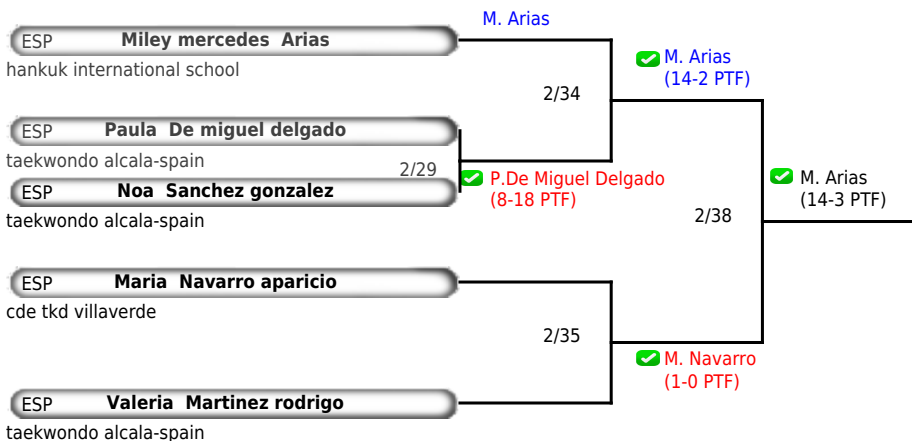 M. Arias
ESP Miley mercedes Arias
hankuk international school
M. Arias
(14-2 PTF)
2/34
ESP Paula De miguel delgado
taekwondo alcala-spain
2/29
P.De Miguel Delgado
(8-18 PTF)
ESP Noa Sanchez gonzalez
taekwondo alcala-spain
M. Arias
(14-3 PTF)
2/38
ESP Maria Navarro aparicio
cde tkd villaverde
2/35
M. Navarro
(1-0 PTF)
ESP Valeria Martinez rodrigo
taekwondo alcala-spain